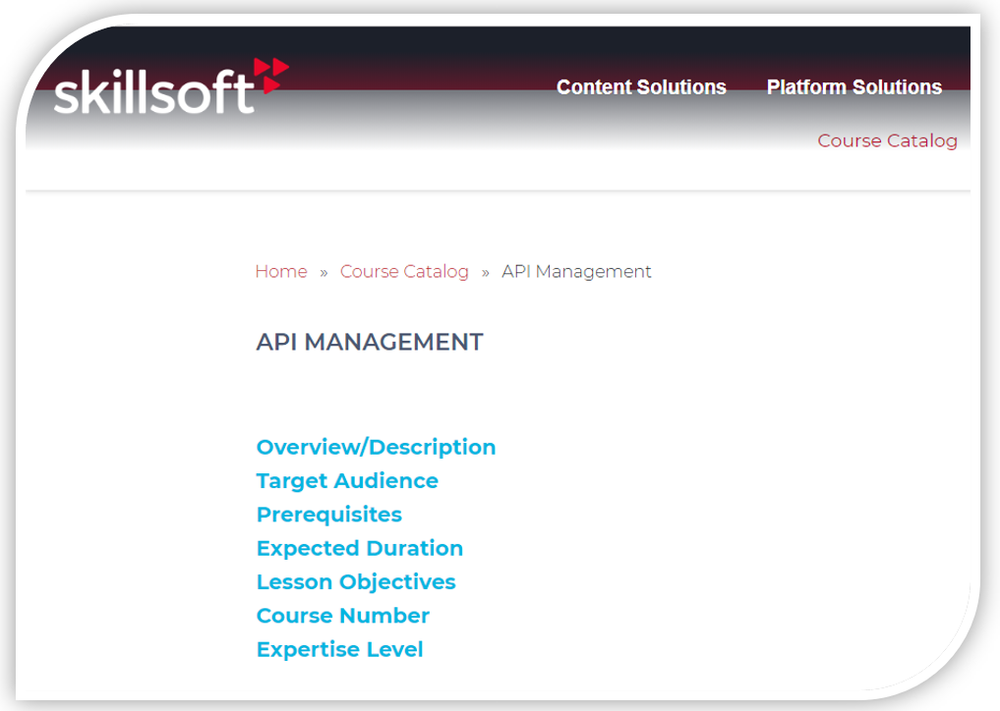 skillsoft
Content Solutions Platform Solutions
Course Catalog
Home » Course Catalog » API Management
API MANAGEMENT
Overview/Description
Target Audience
Prerequisites
Expected Duration
Lesson Objectives
Course Number
Expertise Level